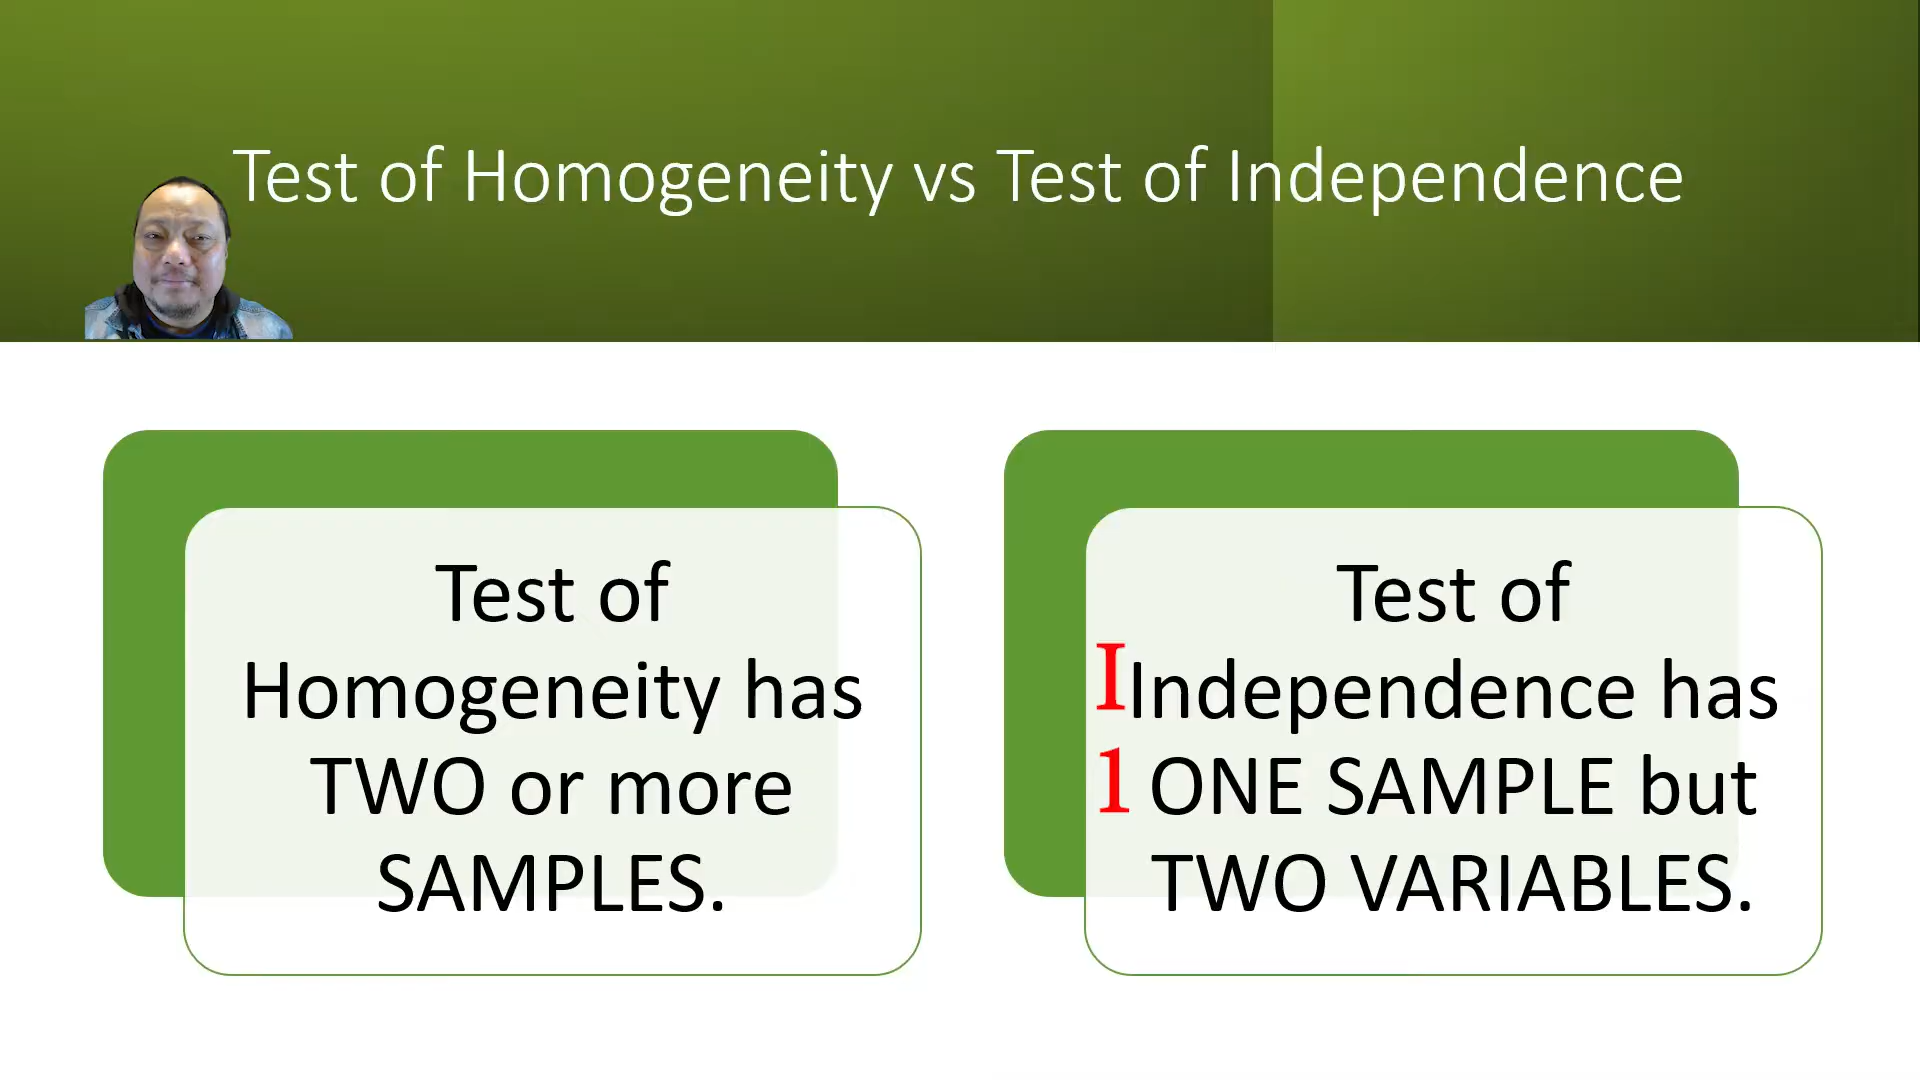 Test of Homogeneity vs Test of Independence
Test of
Homogeneity has
TWO or more
SAMPLES.
Test of
I Independence has
1 ONE SAMPLE but
TWO VARIABLES.